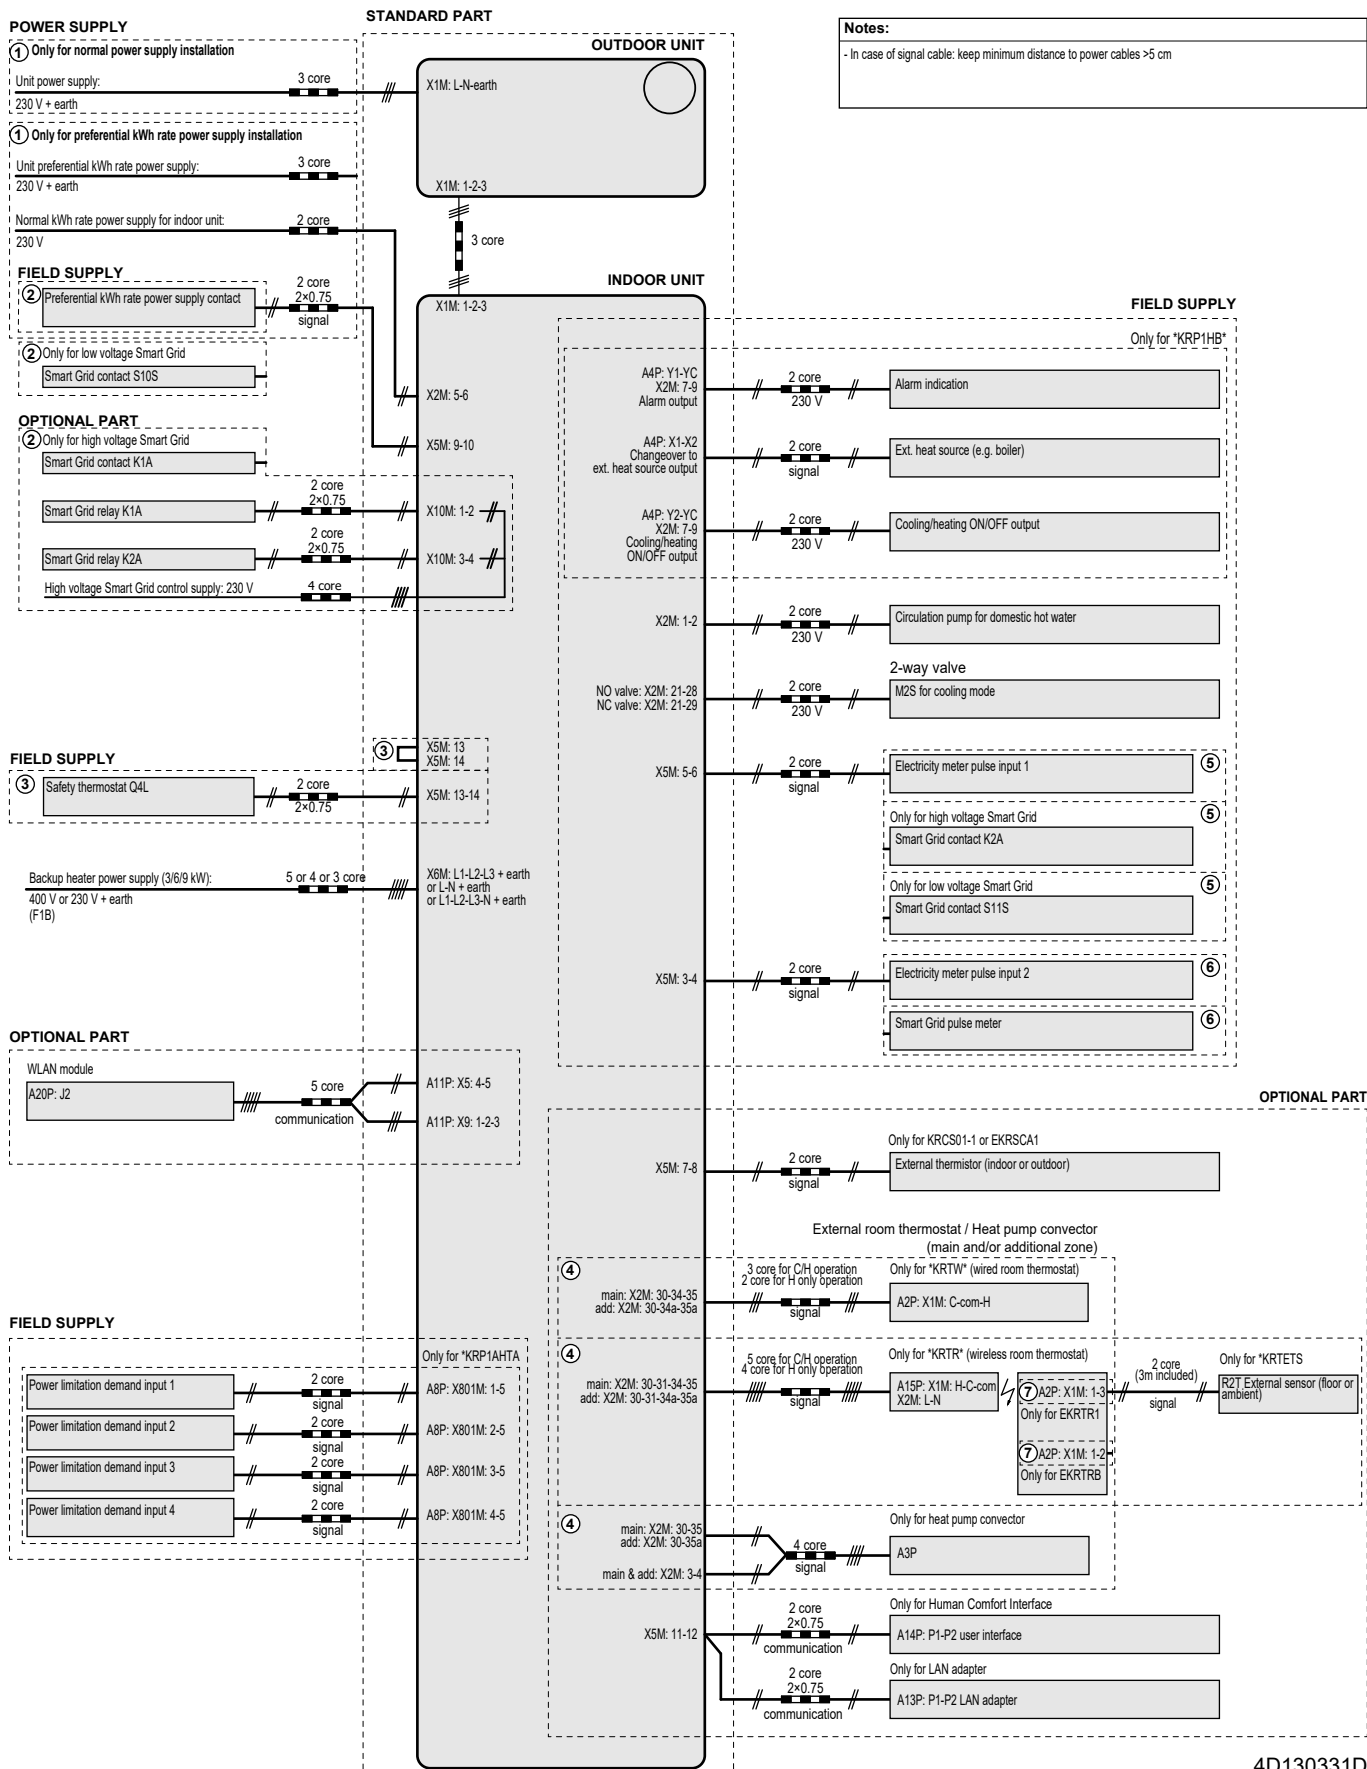 STANDARD PART
POWER SUPPLY
① Only for normal power supply installation
Unit power supply:
3 core
230 V + earth
① Only for preferential kWh rate power supply installation
Unit preferential kWh rate power supply:
3 core
230 V + earth
Normal kWh rate power supply for indoor unit:
2 core
230 V
FIELD SUPPLY
② Preferential kWh rate power supply contact
2 core
2×0.75
signal
② Only for low voltage Smart Grid
Smart Grid contact S10S
OPTIONAL PART
② Only for high voltage Smart Grid
Smart Grid contact K1A
Smart Grid relay K1A
2 core
2×0.75
Smart Grid relay K2A
2 core
2×0.75
High voltage Smart Grid control supply: 230 V
4 core
FIELD SUPPLY
③ Safety thermostat Q4L
2 core
2×0.75
Backup heater power supply (3/6/9 kW):
5 or 4 or 3 core
400 V or 230 V + earth
(F1B)
OPTIONAL PART
WLAN module
A20P: J2
5 core
communication
FIELD SUPPLY
Only for *KRP1AHTA
Power limitation demand input 1
2 core
signal
A8P: X801M: 1-5
Power limitation demand input 2
2 core
signal
A8P: X801M: 2-5
Power limitation demand input 3
2 core
signal
A8P: X801M: 3-5
Power limitation demand input 4
2 core
signal
A8P: X801M: 4-5
OUTDOOR UNIT
X1M: L-N-earth
X1M: 1-2-3
3 core
INDOOR UNIT
X1M: 1-2-3
X2M: 5-6
X5M: 9-10
X10M: 1-2
X10M: 3-4
③
X5M: 13
X5M: 14
X5M: 13-14
X6M: L1-L2-L3 + earth
or L-N + earth
or L1-L2-L3-N + earth
A11P: X5: 4-5
A11P: X9: 1-2-3
Notes:
- In case of signal cable: keep minimum distance to power cables >5 cm
FIELD SUPPLY
Only for *KRP1HB*
A4P: Y1-YC
X2M: 7-9
Alarm output
2 core
230 V
Alarm indication
A4P: X1-X2
Changeover to
ext. heat source output
2 core
signal
Ext. heat source (e.g. boiler)
A4P: Y2-YC
X2M: 7-9
Cooling/heating
ON/OFF output
2 core
230 V
Cooling/heating ON/OFF output
X2M: 1-2
2 core
230 V
Circulation pump for domestic hot water
2-way valve
NO valve: X2M: 21-28
NC valve: X2M: 21-29
2 core
230 V
M2S for cooling mode
X5M: 5-6
2 core
signal
Electricity meter pulse input 1
⑤
Only for high voltage Smart Grid
⑤
Smart Grid contact K2A
Only for low voltage Smart Grid
⑤
Smart Grid contact S11S
X5M: 3-4
2 core
signal
Electricity meter pulse input 2
⑥
Smart Grid pulse meter
⑥
OPTIONAL PART
Only for KRCS01-1 or EKRSCA1
X5M: 7-8
2 core
signal
External thermistor (indoor or outdoor)
External room thermostat / Heat pump convector
(main and/or additional zone)
④
main: X2M: 30-34-35
add: X2M: 30-34a-35a
3 core for C/H operation
2 core for H only operation
signal
Only for *KRTW* (wired room thermostat)
A2P: X1M: C-com-H
④
main: X2M: 30-31-34-35
add: X2M: 30-31-34a-35a
5 core for C/H operation
4 core for H only operation
signal
Only for *KRTR* (wireless room thermostat)
A15P: X1M: H-C-com
X2M: L-N
⑦ A2P: X1M: 1-3
Only for EKRTR1
⑦ A2P: X1M: 1-2
Only for EKRTRB
2 core
(3m included)
signal
Only for *KRTETS
R2T External sensor (floor or
ambient)
④
main: X2M: 30-35
add: X2M: 30-35a
main & add: X2M: 3-4
4 core
signal
Only for heat pump convector
A3P
X5M: 11-12
2 core
2×0.75
communication
Only for Human Comfort Interface
A14P: P1-P2 user interface
2 core
2×0.75
communication
Only for LAN adapter
A13P: P1-P2 LAN adapter
4D130331D